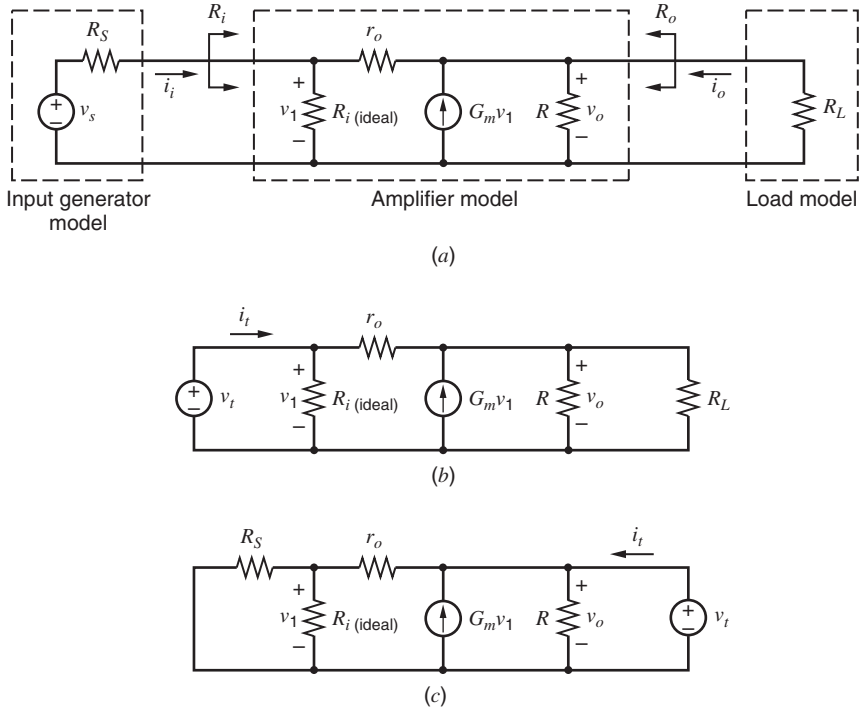 R_i
R_o
R_S
r_o
i_i
i_o
+
−
v_s
+
v_1
−
R_i (ideal)
G_m v_1
R
+
v_o
−
R_L
Input generator
model
Amplifier model
Load model
(a)
i_t
r_o
+
−
v_t
+
v_1
−
R_i (ideal)
G_m v_1
R
+
v_o
−
R_L
(b)
R_S
r_o
i_t
+
v_1
−
R_i (ideal)
G_m v_1
R
+
v_o
−
+
−
v_t
(c)